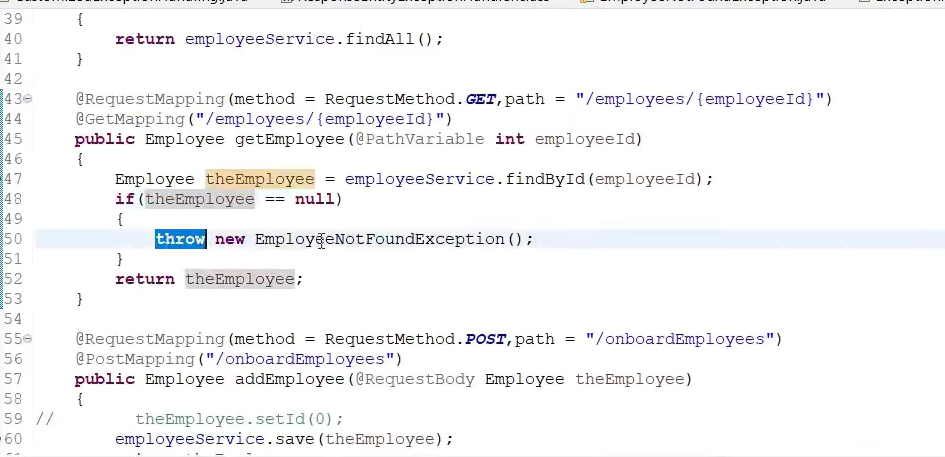 39 {
40 return employeeService.findAll();
41 }
42
43 @RequestMapping(method = RequestMethod.GET,path = "/employees/{employeeId}")
44 @GetMapping("/employees/{employeeId}")
45 public Employee getEmployee(@PathVariable int employeeId)
46 {
47 Employee theEmployee = employeeService.findById(employeeId);
48 if(theEmployee == null)
49 {
50 throw new EmployeeNotFoundException();
51 }
52 return theEmployee;
53 }
54
55 @RequestMapping(method = RequestMethod.POST,path = "/onboardEmployees")
56 @PostMapping("/onboardEmployees")
57 public Employee addEmployee(@RequestBody Employee theEmployee)
58 {
59 // theEmployee.setId(0);
60 employeeService.save(theEmployee);